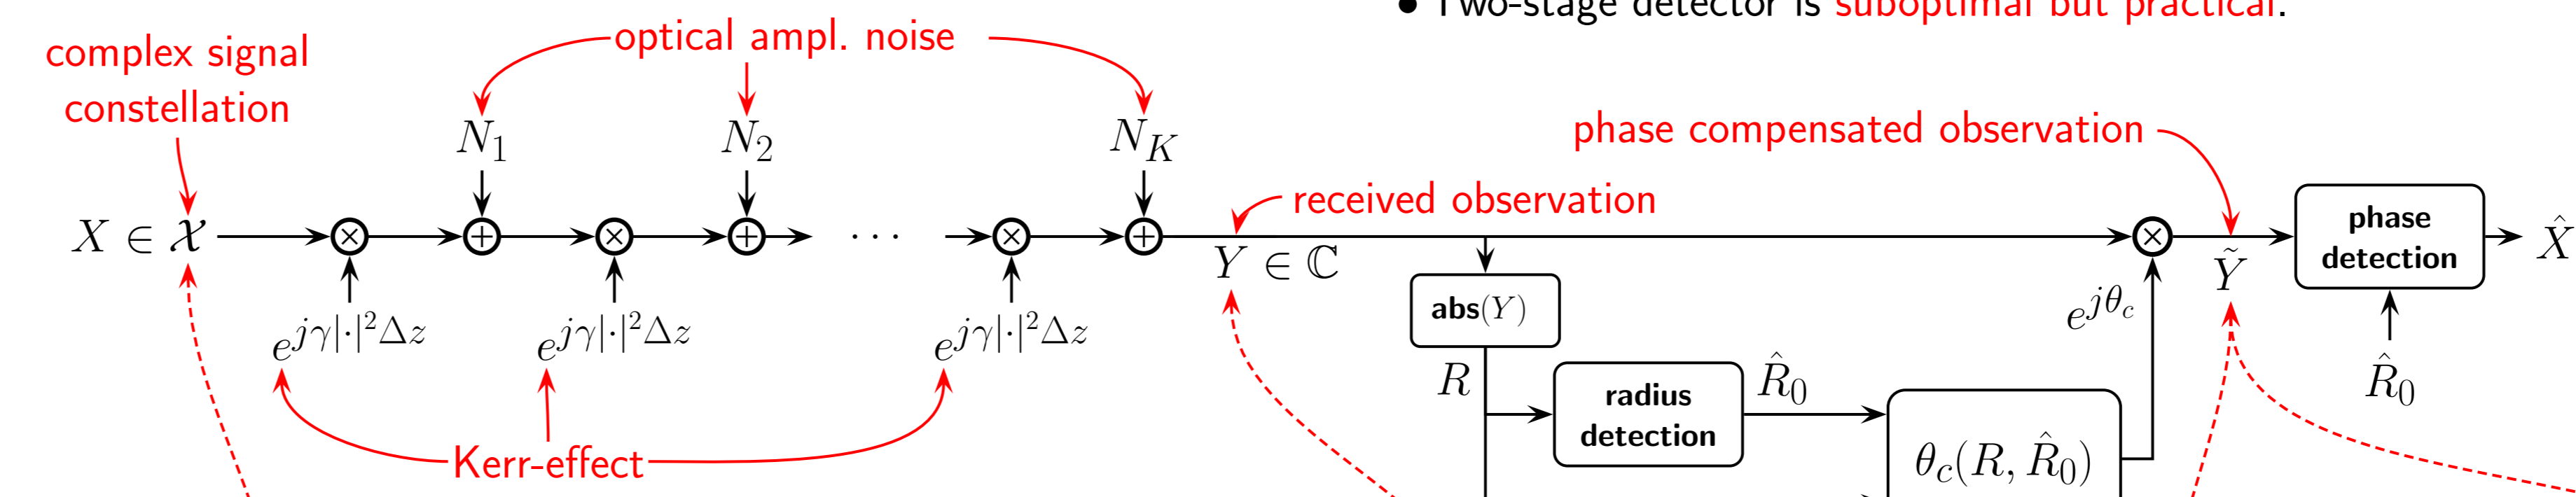 • Two-stage detector is suboptimal but practical.
complex signal
constellation
optical ampl. noise
N_1
N_2
N_K
phase compensated observation
received observation
X ∈ 𝒳
⊗
⊕
⊗
⊕
· · ·
⊗
⊕
Y ∈ ℂ
⊗
Ỹ
phase
detection
X̂
e^{jγ|·|²Δz}
e^{jγ|·|²Δz}
e^{jγ|·|²Δz}
abs(Y)
e^{jθ_c}
R
radius
detection
R̂_0
R̂_0
Kerr-effect
θ_c(R, R̂_0)